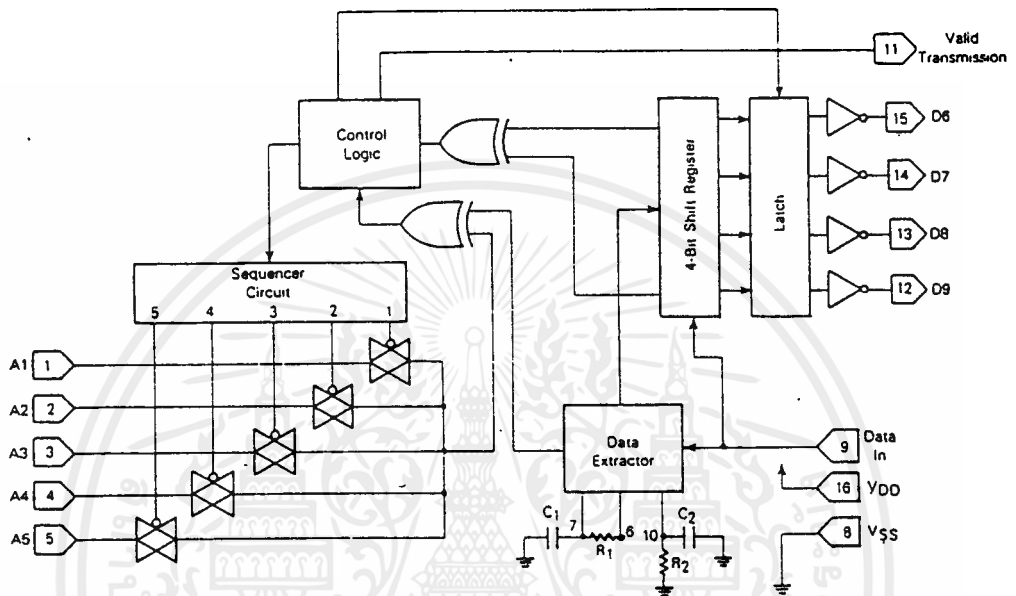 11 Valid
Transmission
Control
Logic
4-Bit Shift Register
Latch
15 D6
14 D7
13 D8
12 D9
Sequencer
Circuit
5 4 3 2 1
A1 1
A2 2
A3 3
A4 4
A5 5
Data
Extractor
9 Data
In
16 VDD
8 VSS
C1 7 R1 6 10 C2
R2